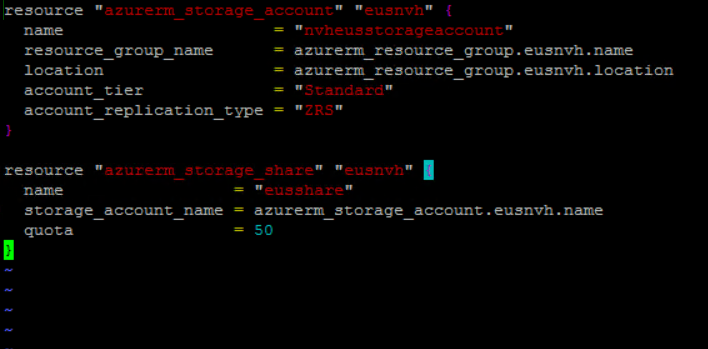 resource "azurerm_storage_account" "eusnvh" {
  name                     = "nvheusstorageaccount"
  resource_group_name      = azurerm_resource_group.eusnvh.name
  location                 = azurerm_resource_group.eusnvh.location
  account_tier             = "Standard"
  account_replication_type = "ZRS"
}

resource "azurerm_storage_share" "eusnvh" {
  name                 = "eusshare"
  storage_account_name = azurerm_storage_account.eusnvh.name
  quota                = 50
}
~
~
~
~